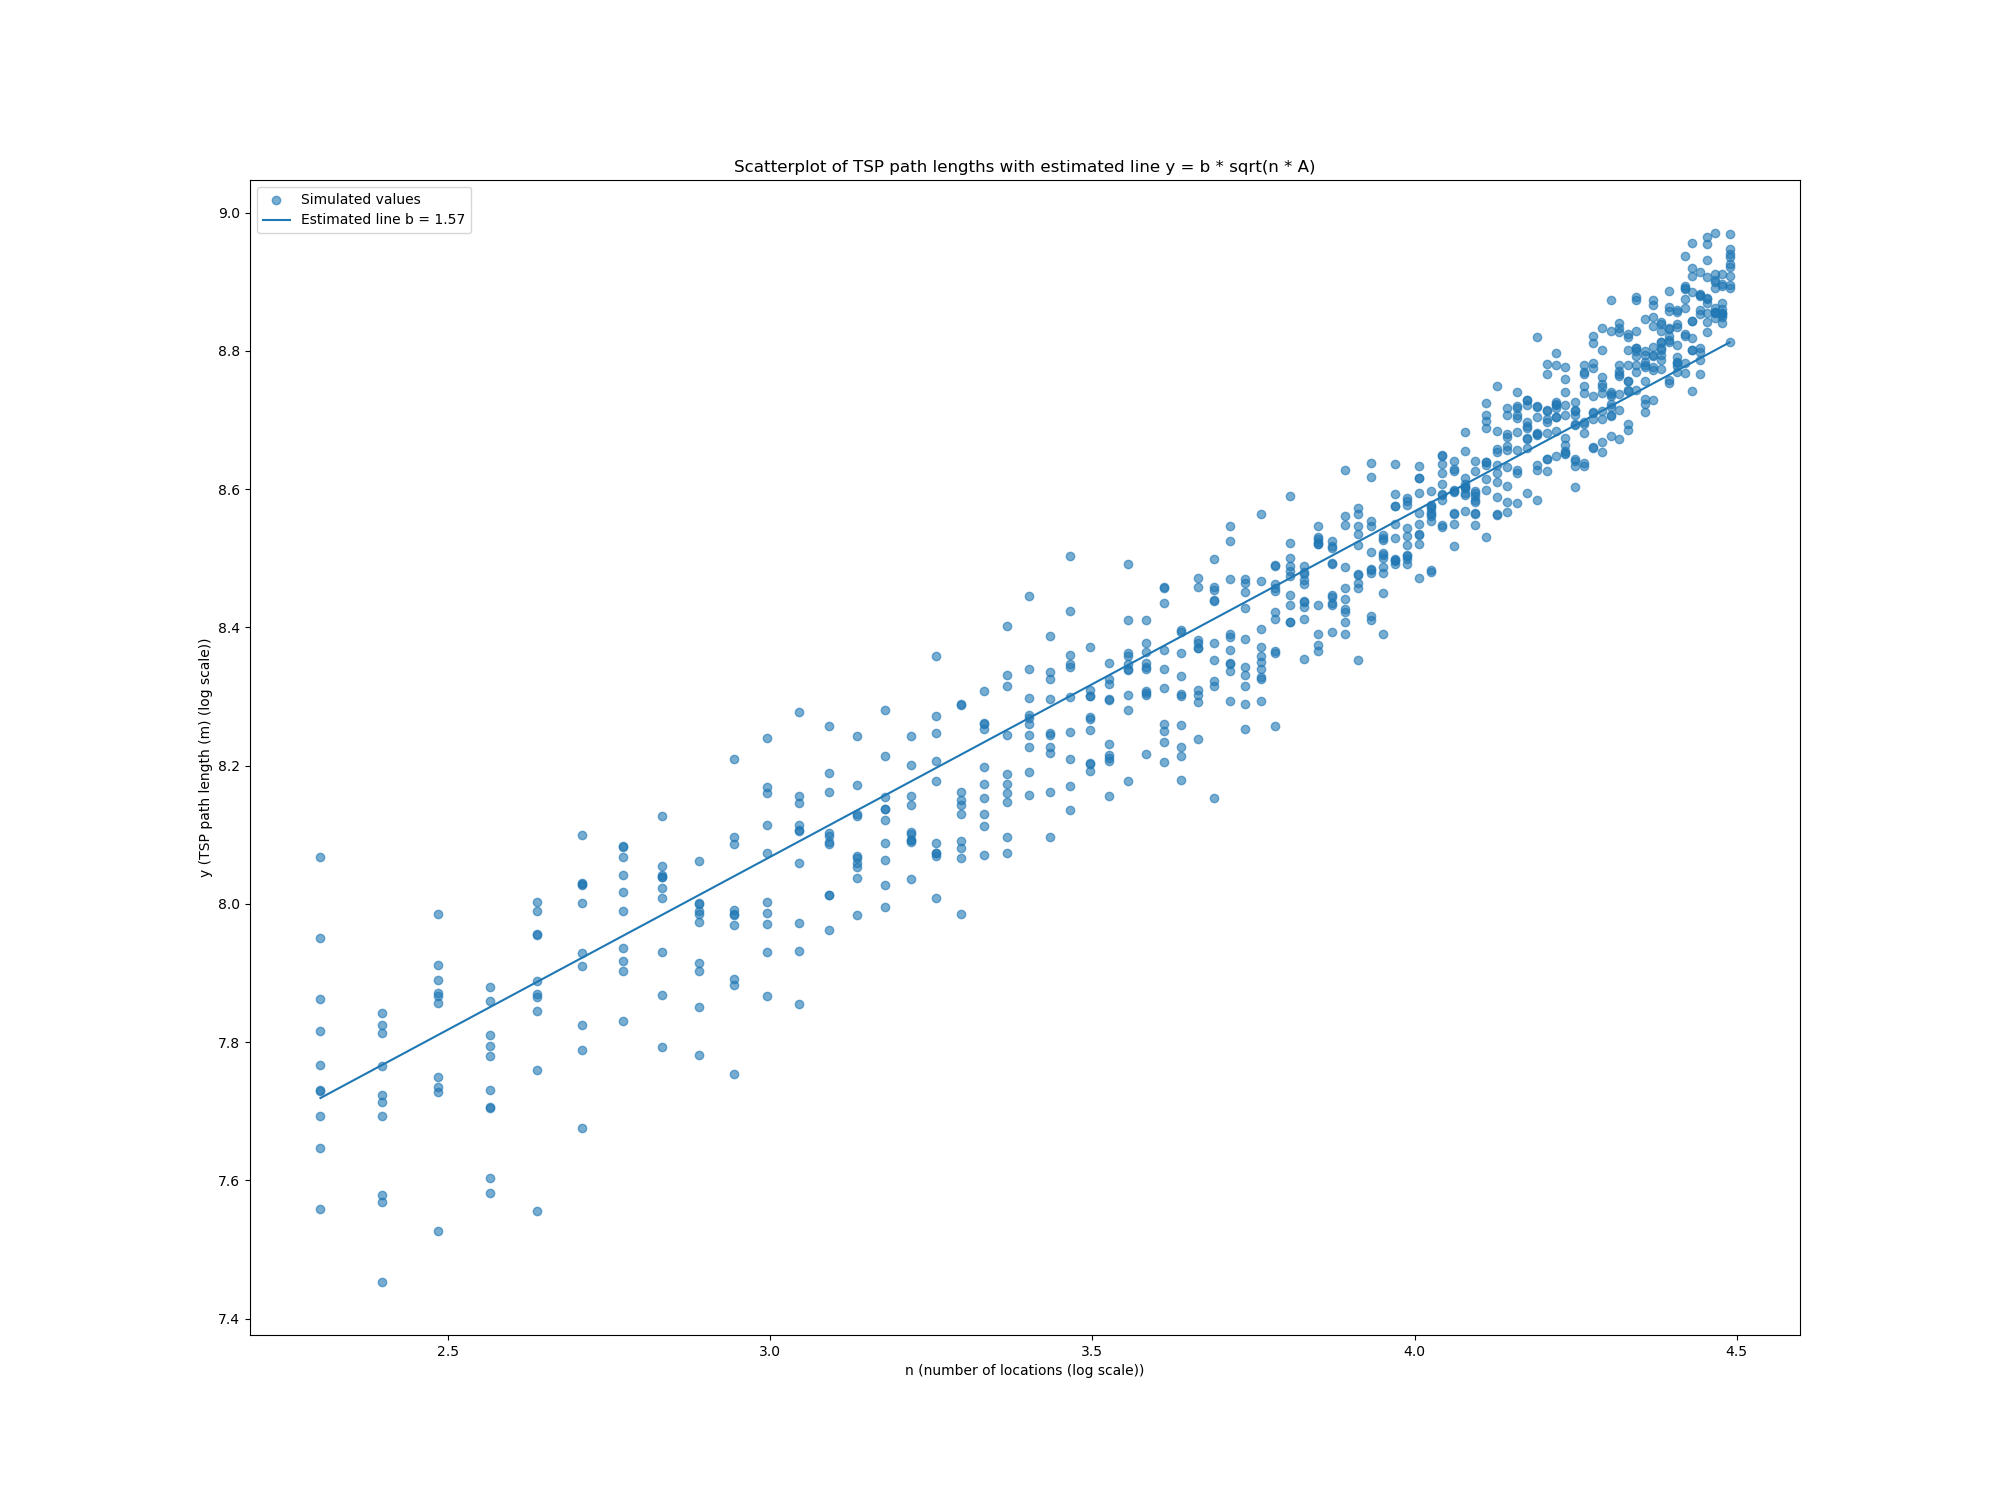 Scatterplot of TSP path lengths with estimated line y = b * sqrt(n * A)
Simulated values
Estimated line b = 1.57
y (TSP path length (m) (log scale))
9.0
8.8
8.6
8.4
8.2
8.0
7.8
7.6
7.4
2.5 3.0 3.5 4.0 4.5
n (number of locations (log scale))